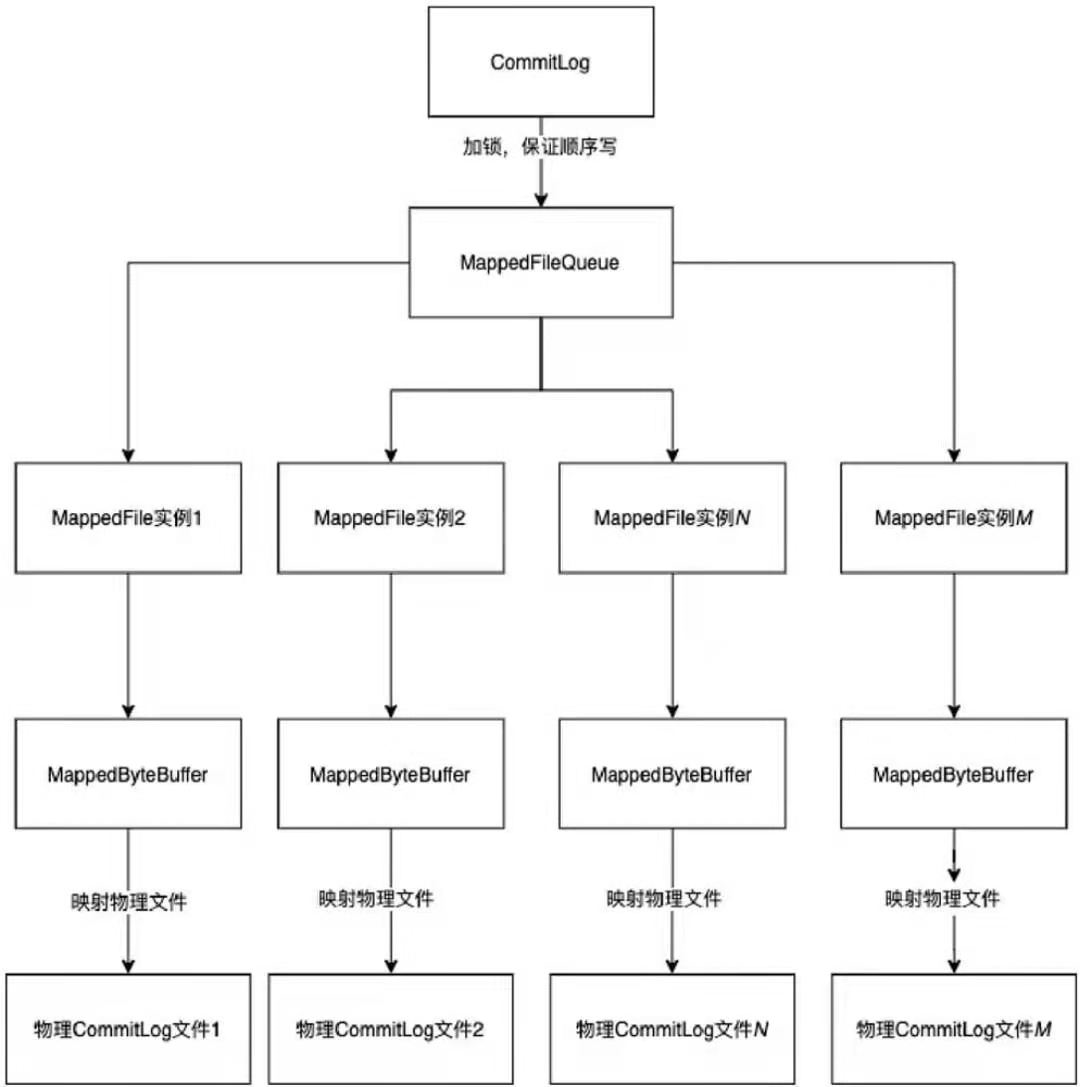 CommitLog
加锁，保证顺序写
MappedFileQueue
MappedFile实例1
MappedFile实例2
MappedFile实例N
MappedFile实例M
MappedByteBuffer
MappedByteBuffer
MappedByteBuffer
MappedByteBuffer
映射物理文件
映射物理文件
映射物理文件
映射物理文件
物理CommitLog文件1
物理CommitLog文件2
物理CommitLog文件N
物理CommitLog文件M